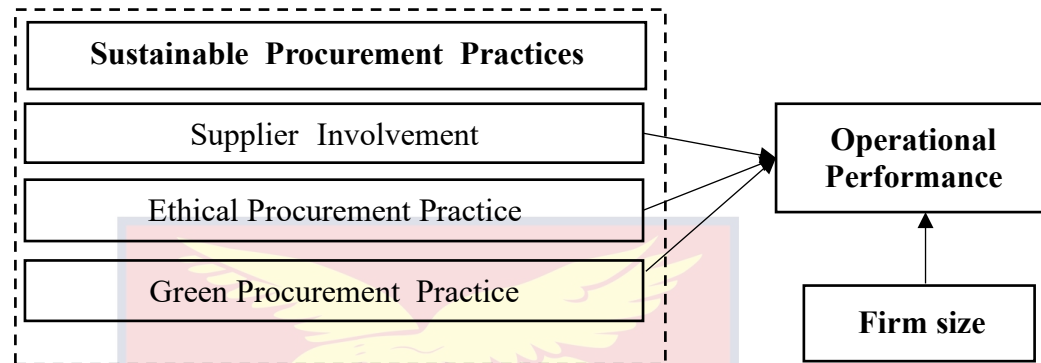 Sustainable Procurement Practices
Supplier Involvement
Ethical Procurement Practice
Green Procurement Practice
Operational
Performance
Firm size